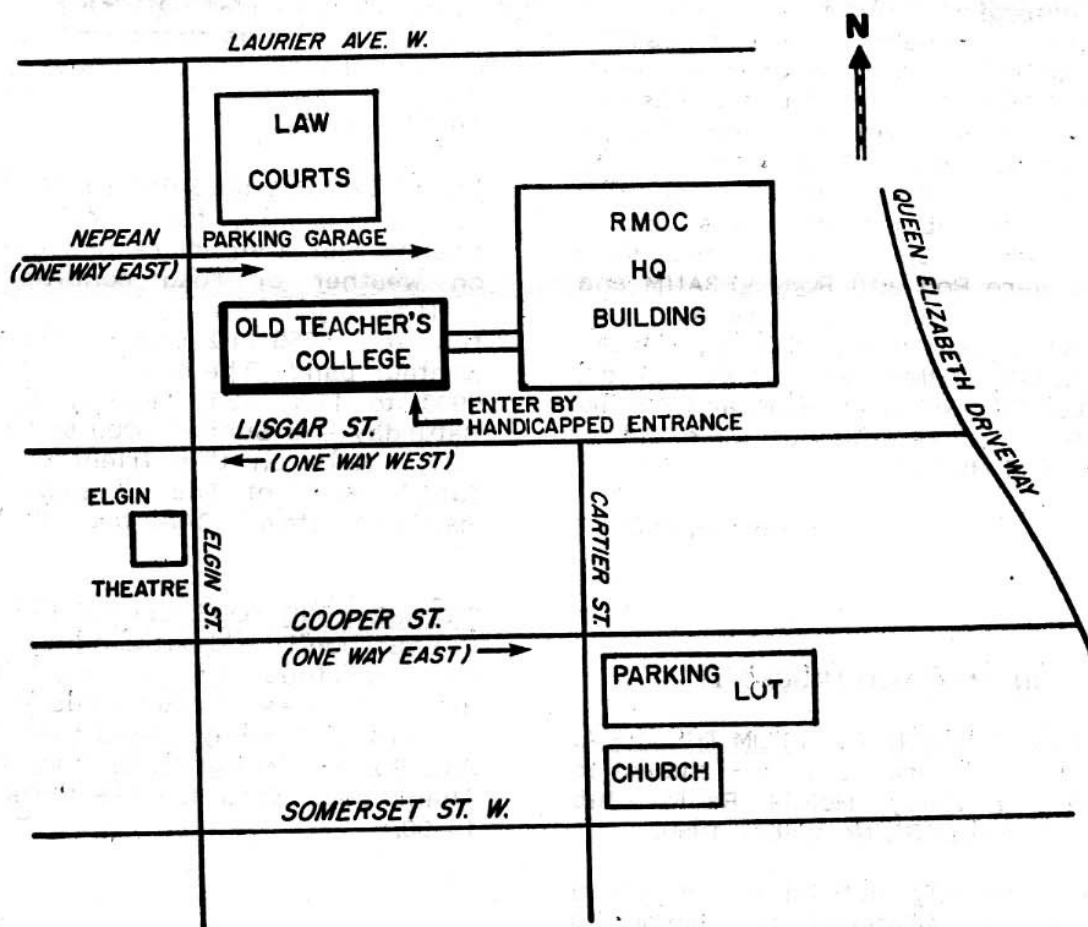 LAURIER AVE. W.
N
LAW
COURTS
RMOC
HQ
BUILDING
NEPEAN
PARKING GARAGE
(ONE WAY EAST)
QUEEN ELIZABETH DRIVEWAY
OLD TEACHER'S
COLLEGE
ENTER BY
HANDICAPPED ENTRANCE
LISGAR ST.
(ONE WAY WEST)
ELGIN
THEATRE
ELGIN ST.
CARTIER ST.
COOPER ST.
(ONE WAY EAST)
PARKING LOT
CHURCH
SOMERSET ST. W.